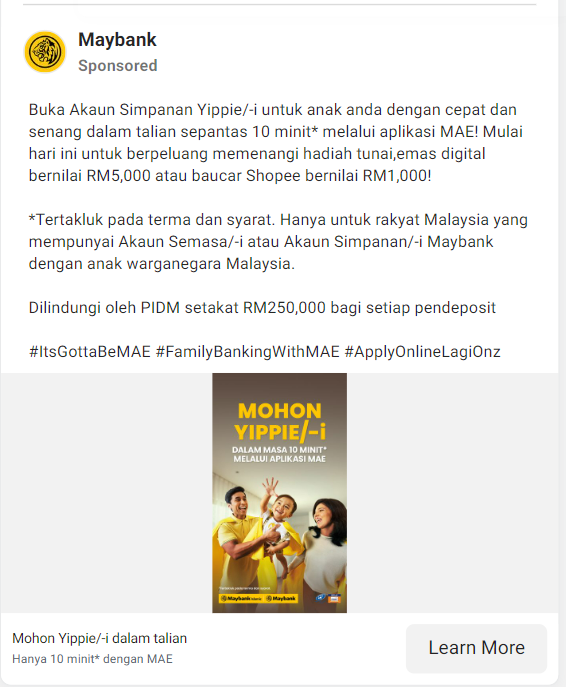 Maybank
Sponsored
Buka Akaun Simpanan Yippie/-i untuk anak anda dengan cepat dan
senang dalam talian sepantas 10 minit* melalui aplikasi MAE! Mulai
hari ini untuk berpeluang memenangi hadiah tunai,emas digital
bernilai RM5,000 atau baucar Shopee bernilai RM1,000!
*Tertakluk pada terma dan syarat. Hanya untuk rakyat Malaysia yang
mempunyai Akaun Semasa/-i atau Akaun Simpanan/-i Maybank
dengan anak warganegara Malaysia.
Dilindungi oleh PIDM setakat RM250,000 bagi setiap pendeposit
#ItsGottaBeMAE #FamilyBankingWithMAE #ApplyOnlineLagiOnz
MOHON
YIPPIE/-i
DALAM MASA 10 MINIT*
MELALUI APLIKASI MAE
Maybank Islamic Maybank
Mohon Yippie/-i dalam talian
Hanya 10 minit* dengan MAE
Learn More